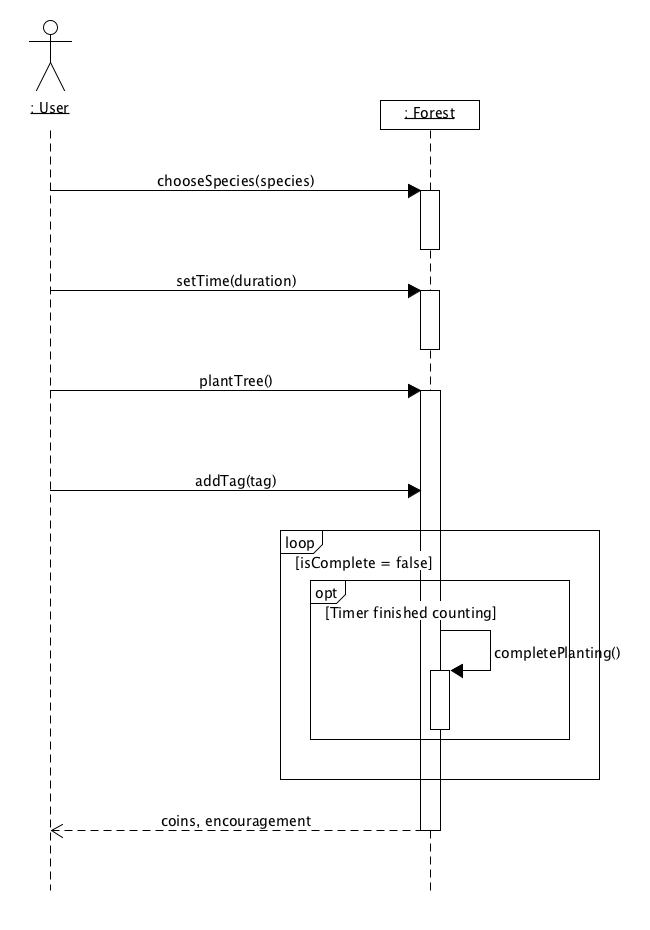 : User
: Forest
chooseSpecies(species)
setTime(duration)
plantTree()
addTag(tag)
loop
[isComplete = false]
opt
[Timer finished counting]
completePlanting()
coins, encouragement